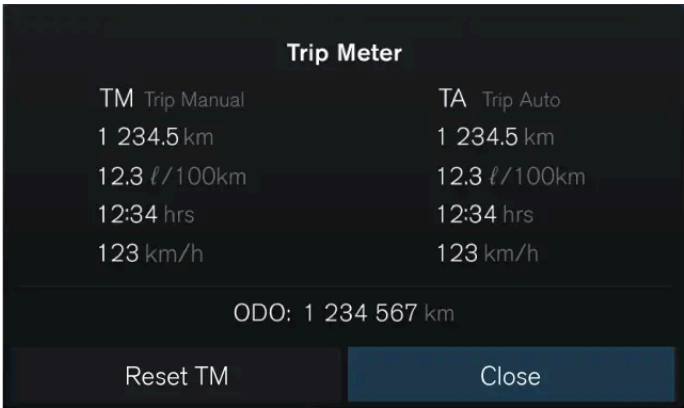 Trip Meter
TM Trip Manual
1 234.5 km
12.3 ℓ/100km
12:34 hrs
123 km/h
TA Trip Auto
1 234.5 km
12.3 ℓ/100km
12:34 hrs
123 km/h
ODO: 1 234 567 km
Reset TM
Close